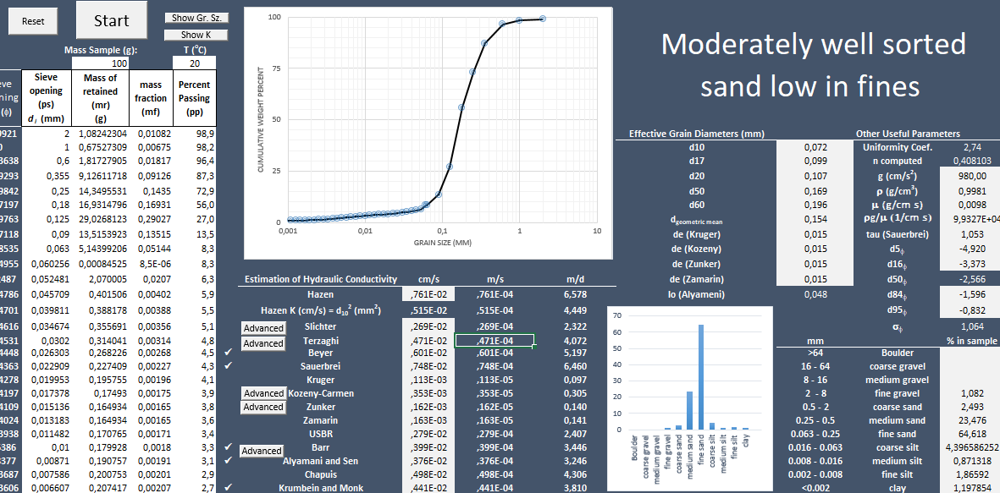 Reset
Start
Show Gr. Sz.
Show K
Mass Sample (g): T (°C)
100 20
Sieve opening (ps) d i (mm) Mass of retained (mr) (g) mass fraction (mf) Percent Passing (pp)
2 1,08242304 0,01082 98,9
1 0,67527309 0,00675 98,2
3638 0,6 1,81727905 0,01817 96,4
9293 0,355 9,12611718 0,09126 87,3
9842 0,25 14,3495531 0,1435 72,9
7197 0,18 16,9314796 0,16931 56,0
9763 0,125 29,0268123 0,29027 27,0
7118 0,09 13,5153923 0,13515 13,5
8535 0,063 5,14399206 0,05144 8,3
4955 0,060256 0,00084525 8,5E-06 8,3
2487 0,052481 2,070005 0,0207 6,3
4786 0,045709 0,401506 0,00402 5,9
4701 0,039811 0,388178 0,00388 5,5
4616 0,034674 0,355691 0,00356 5,1
4531 0,0302 0,314041 0,00314 4,8
4448 0,026303 0,268226 0,00268 4,5
4363 0,022909 0,227409 0,00227 4,3
4278 0,019953 0,195755 0,00196 4,1
4197 0,017378 0,17493 0,00175 3,9
4109 0,015136 0,164934 0,00165 3,8
4024 0,013183 0,164934 0,00165 3,6
3938 0,011482 0,170765 0,00171 3,4
386 0,01 0,179928 0,0018 3,3
377 0,00871 0,190757 0,00191 3,1
3687 0,007586 0,200753 0,00201 2,9
3606 0,006607 0,207417 0,00207 2,7
CUMULATIVE WEIGHT PERCENT
100
75
50
25
0
0,001 0,01 0,1 1 10
GRAIN SIZE (MM)
Estimation of Hydraulic Conductivity cm/s m/s m/d
Hazen ,761E-02 ,761E-04 6,578
Hazen K (cm/s) = d10² (mm²) ,515E-02 ,515E-04 4,449
Advanced Slichter ,269E-02 ,269E-04 2,322
Advanced Terzaghi ,471E-02 ,471E-04 4,072
✓ Beyer ,601E-02 ,601E-04 5,197
✓ Sauerbrei ,748E-02 ,748E-04 6,460
Kruger ,113E-03 ,113E-05 0,097
Advanced Kozeny-Carmen ,353E-03 ,353E-05 0,305
Advanced Zunker ,162E-03 ,162E-05 0,140
Zamarin ,163E-03 ,163E-05 0,141
USBR ,279E-02 ,279E-04 2,407
✓ Advanced Barr ,399E-02 ,399E-04 3,446
✓ Alyamani and Sen ,376E-02 ,376E-04 3,246
Chapuis ,498E-02 ,498E-04 4,306
✓ Krumbein and Monk ,441E-02 ,441E-04 3,810
Moderately well sorted
sand low in fines
Effective Grain Diameters (mm) Other Useful Parameters
d10 0,072 Uniformity Coef. 2,74
d17 0,099 n computed 0,408103
d20 0,107 g (cm/s²) 980,00
d50 0,169 ρ (g/cm³) 0,9981
d60 0,196 μ (g/cm s) 0,0098
dgeometric mean 0,154 ρg/μ (1/cm s) 9,9327E+04
de (Kruger) 0,015 tau (Sauerbrei) 1,053
de (Kozeny) 0,015 d5ϕ -4,920
de (Zunker) 0,015 d16ϕ -3,373
de (Zamarin) 0,015 d50ϕ -2,566
Io (Alyameni) 0,048 d84ϕ -1,596
d95ϕ -0,832
σϕ 1,064
70
60
50
40
30
20
10
0
Boulder
coarse gravel
medium gravel
fine gravel
coarse sand
medium sand
fine sand
coarse silt
medium silt
fine silt
clay
mm % in sample
>64 Boulder
16 - 64 coarse gravel
8 - 16 medium gravel
2 - 8 fine gravel 1,082
0.5 - 2 coarse sand 2,493
0.25 - 0.5 medium sand 23,476
0.063 - 0.25 fine sand 64,618
0.016 - 0.063 coarse silt 4,396586252
0.008 - 0.016 medium silt 0,871318
0.002 - 0.008 fine silt 1,86592
<0.002 clay 1,197854